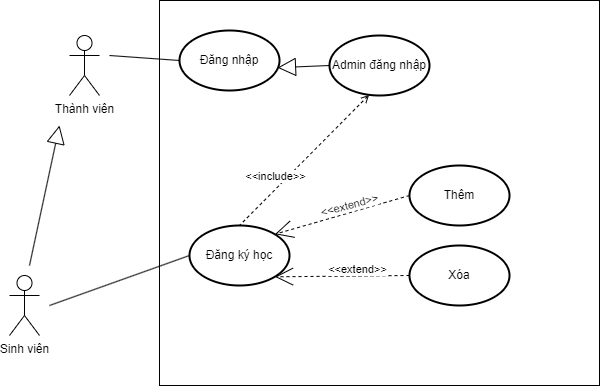 Đăng nhập
Admin đăng nhập
Thành viên
<<include>>
Thêm
<<extend>>
Đăng ký học
<<extend>>
Xóa
Sinh viên